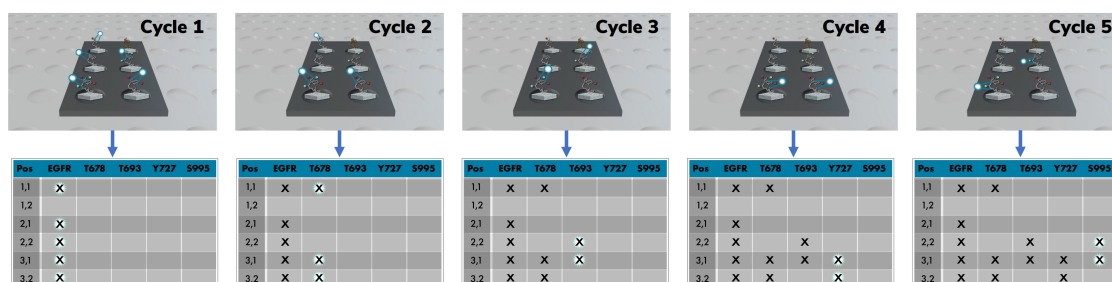 Cycle 1
Pos EGFR T678 T693 Y727 S995
1,1 X
1,2
2,1 X
2,2 X
3,1 X
3,2 X
Cycle 2
Pos EGFR T678 T693 Y727 S995
1,1 X X
1,2
2,1 X
2,2 X
3,1 X X
3,2 X X
Cycle 3
Pos EGFR T678 T693 Y727 S995
1,1 X X
1,2
2,1 X
2,2 X X
3,1 X X X
3,2 X X
Cycle 4
Pos EGFR T678 T693 Y727 S995
1,1 X X
1,2
2,1 X
2,2 X X
3,1 X X X X
3,2 X X X
Cycle 5
Pos EGFR T678 T693 Y727 S995
1,1 X X
1,2
2,1 X
2,2 X X X
3,1 X X X X X
3,2 X X X